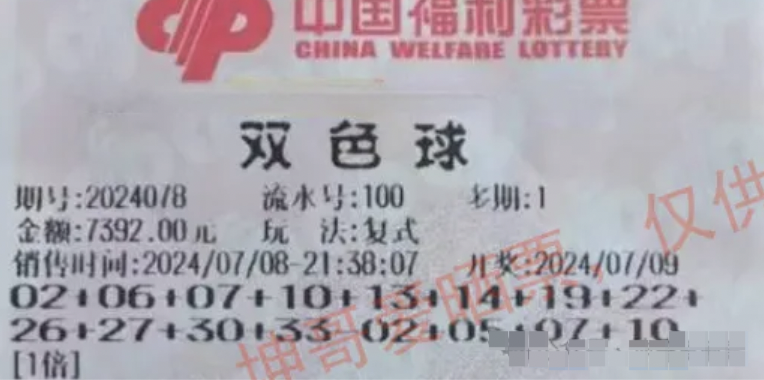 中国福利彩票
CHINA WELFARE LOTTERY
双色球
期号:2024078 流水号:100 多期:1
金额:7392.00元 玩 法:复式
销售时间:2024/07/08-21:38:07 开奖:2024/07/09
02+06+07+10+13+14+19+22+
26+27+30+33-02+05+07+10
[1倍]
坤哥爱晒票，仅供